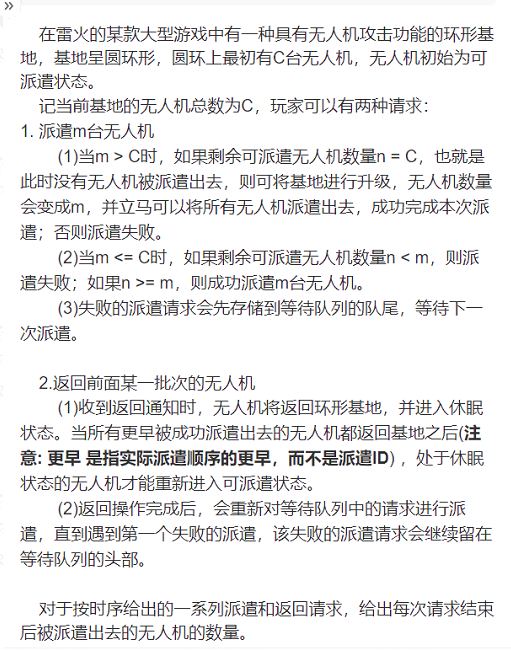 »
在雷火的某款大型游戏中有一种具有无人机攻击功能的环形基
地，基地呈圆环形，圆环上最初有C台无人机，无人机初始为可
派遣状态。
记当前基地的无人机总数为C，玩家可以有两种请求：
1. 派遣m台无人机
(1)当m > C时，如果剩余可派遣无人机数量n = C，也就是
此时没有无人机被派遣出去，则可将基地进行升级，无人机数量
会变成m，并立马可以将所有无人机派遣出去，成功完成本次派
遣；否则派遣失败。
(2)当m <= C时，如果剩余可派遣无人机数量n < m，则派
遣失败；如果n >= m，则成功派遣m台无人机。
(3)失败的派遣请求会先存储到等待队列的队尾，等待下一
次派遣。
2.返回前面某一批次的无人机
(1)收到返回通知时，无人机将返回环形基地，并进入休眠
状态。当所有更早被成功派遣出去的无人机都返回基地之后(注
意: 更早 是指实际派遣顺序的更早，而不是派遣ID) ，处于休眠
状态的无人机才能重新进入可派遣状态。
(2)返回操作完成后，会重新对等待队列中的请求进行派
遣，直到遇到第一个失败的派遣，该失败的派遣请求会继续留在
等待队列的头部。
对于按时序给出的一系列派遣和返回请求，给出每次请求结束
后被派遣出去的无人机的数量。